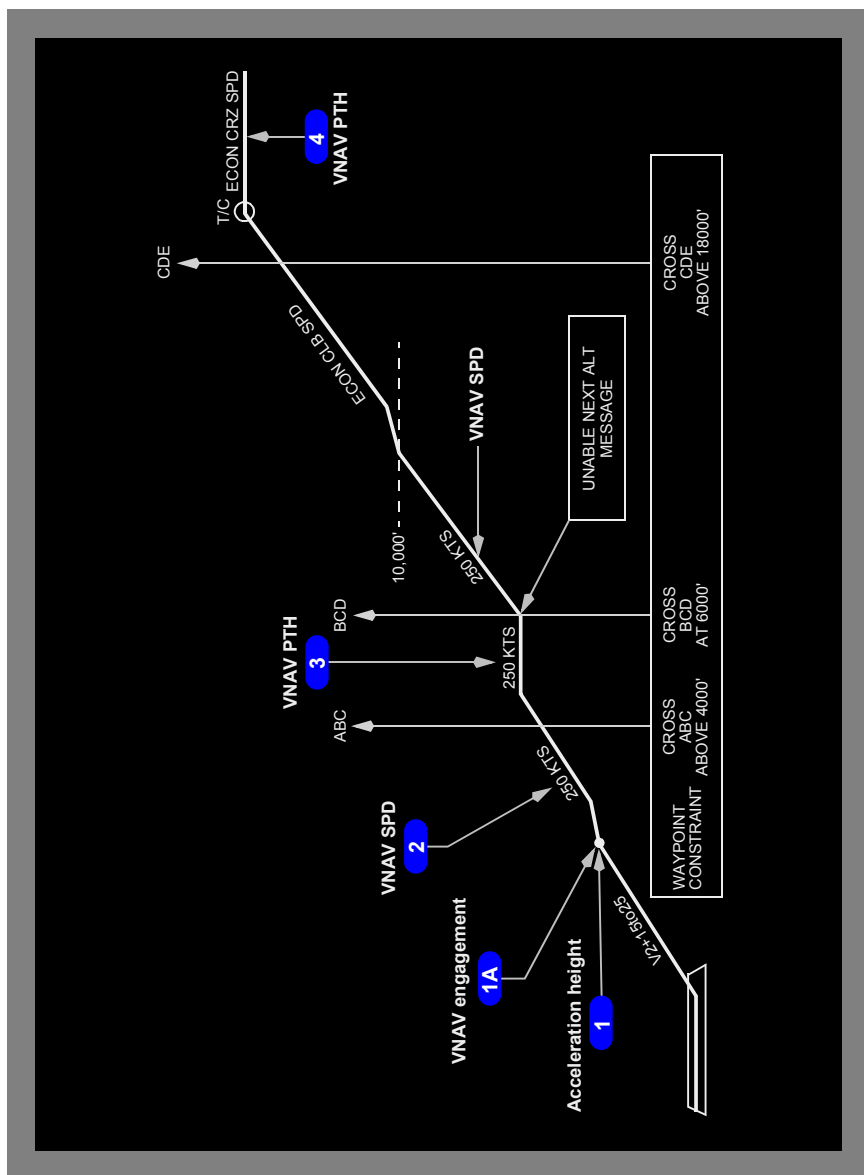 CDE
T/C
ECON CRZ SPD
4
VNAV PTH
ECON CLB SPD
10,000'
VNAV SPD
250 KTS
UNABLE NEXT ALT
MESSAGE
VNAV PTH
3
BCD
250 KTS
ABC
VNAV SPD
2
250 KTS
VNAV engagement
1A
Acceleration height
1
V2+15to25
WAYPOINT
CONSTRAINT
CROSS
ABC
ABOVE 4000'
CROSS
BCD
AT 6000'
CROSS
CDE
ABOVE 18000'